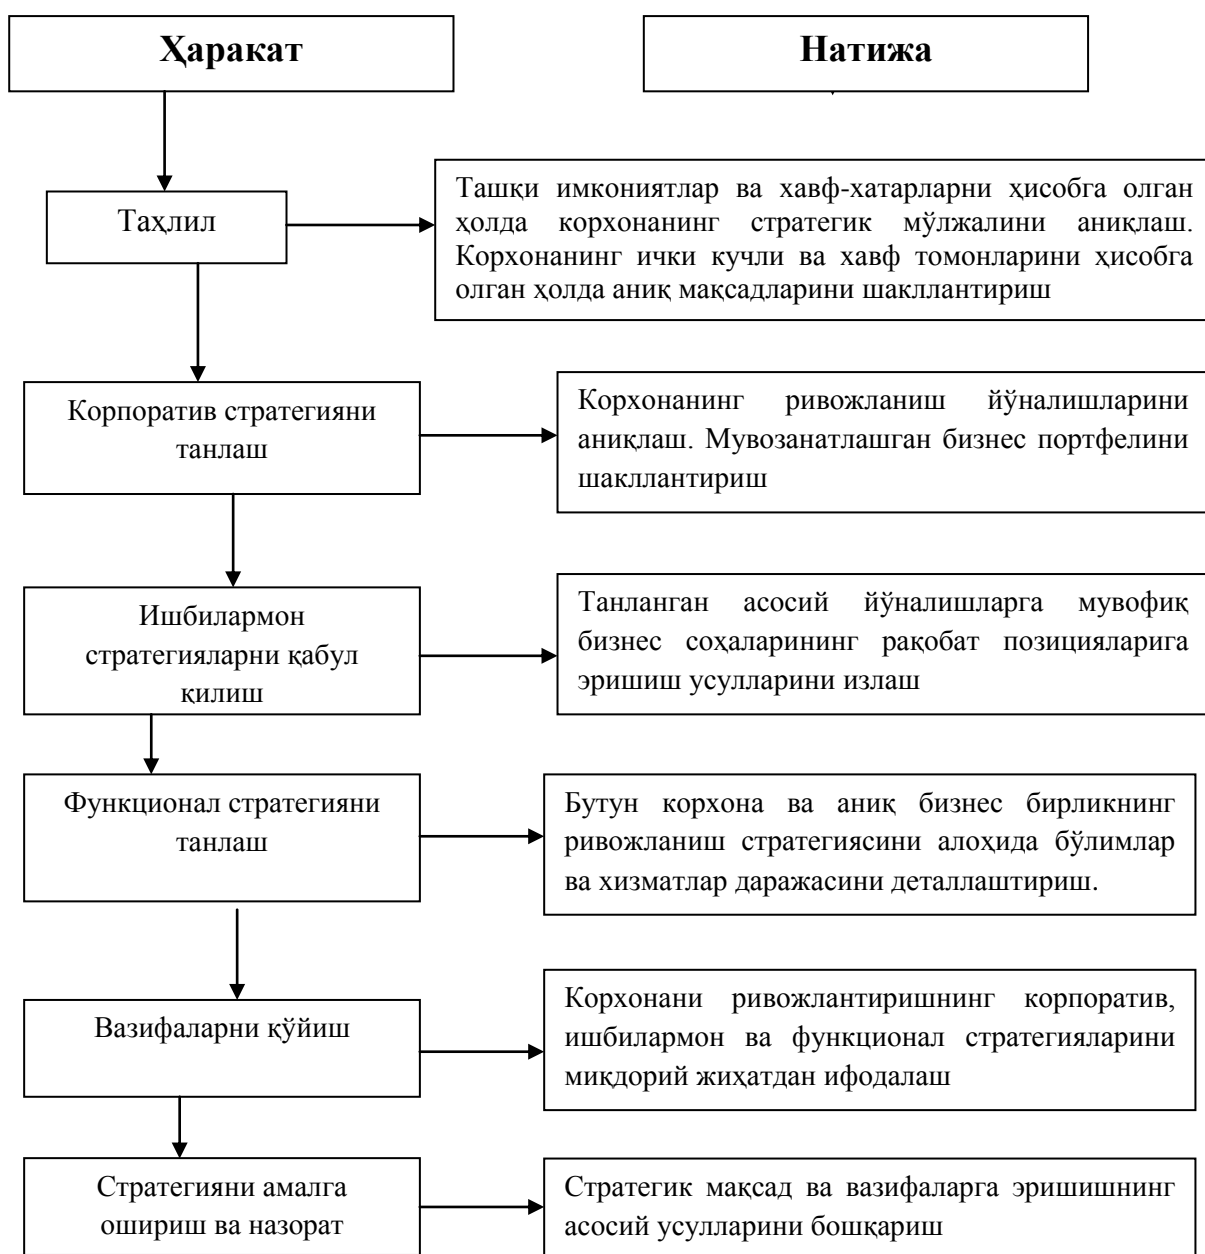 Ҳаракат
Натижа
Таҳлил
Ташқи имкониятлар ва хавф-хатарларни ҳисобга олган
ҳолда корхонанинг стратегик мўлжалини аниқлаш.
Корхонанинг ички кучли ва хавф томонларини ҳисобга
олган ҳолда аниқ мақсадларини шакллантириш
Корпоратив стратегияни
танлаш
Корхонанинг ривожланиш йўналишларини
аниқлаш. Мувозанатлашган бизнес портфелини
шакллантириш
Ишбилармон
стратегияларни қабул
қилиш
Танланган асосий йўналишларга мувофиқ
бизнес соҳаларининг рақобат позицияларига
эришиш усулларини излаш
Функционал стратегияни
танлаш
Бутун корхона ва аниқ бизнес бирликнинг
ривожланиш стратегиясини алоҳида бўлимлар
ва хизматлар даражасини деталлаштириш.
Вазифаларни қўйиш
Корхонани ривожлантиришнинг корпоратив,
ишбилармон ва функционал стратегияларини
миқдорий жиҳатдан ифодалаш
Стратегияни амалга
ошириш ва назорат
Стратегик мақсад ва вазифаларга эришишнинг
асосий усулларини бошқариш